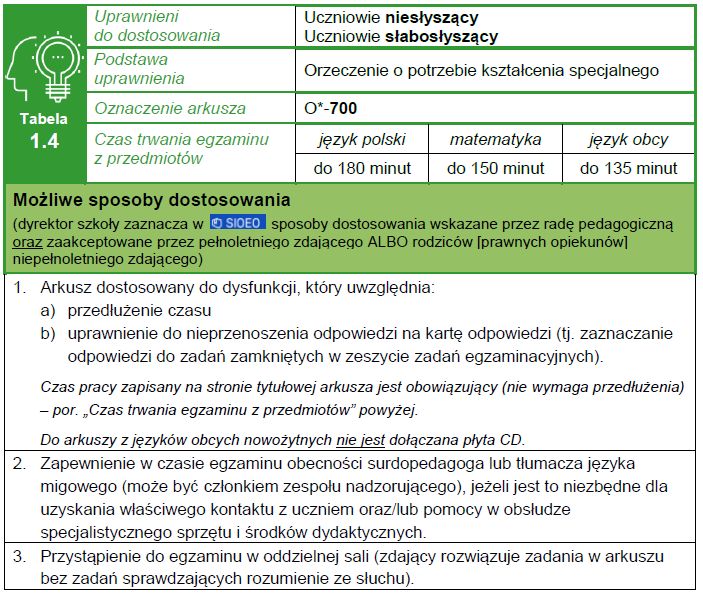 Tabela
1.4
Uprawnieni
do dostosowania
Uczniowie niesłyszący
Uczniowie słabosłyszący
Podstawa
uprawnienia
Orzeczenie o potrzebie kształcenia specjalnego
Oznaczenie arkusza
O*-700
Czas trwania egzaminu
z przedmiotów
język polski
matematyka
język obcy
do 180 minut
do 150 minut
do 135 minut
Możliwe sposoby dostosowania
(dyrektor szkoły zaznacza w SIOEO sposoby dostosowania wskazane przez radę pedagogiczną
oraz zaakceptowane przez pełnoletniego zdającego ALBO rodziców [prawnych opiekunów]
niepełnoletniego zdającego)
1. Arkusz dostosowany do dysfunkcji, który uwzględnia:
a) przedłużenie czasu
b) uprawnienie do nieprzenoszenia odpowiedzi na kartę odpowiedzi (tj. zaznaczanie
odpowiedzi do zadań zamkniętych w zeszycie zadań egzaminacyjnych).
Czas pracy zapisany na stronie tytułowej arkusza jest obowiązujący (nie wymaga przedłużenia)
– por. „Czas trwania egzaminu z przedmiotów” powyżej.
Do arkuszy z języków obcych nowożytnych nie jest dołączana płyta CD.
2. Zapewnienie w czasie egzaminu obecności surdopedagoga lub tłumacza języka
migowego (może być członkiem zespołu nadzorującego), jeżeli jest to niezbędne dla
uzyskania właściwego kontaktu z uczniem oraz/lub pomocy w obsłudze
specjalistycznego sprzętu i środków dydaktycznych.
3. Przystąpienie do egzaminu w oddzielnej sali (zdający rozwiązuje zadania w arkuszu
bez zadań sprawdzających rozumienie ze słuchu).